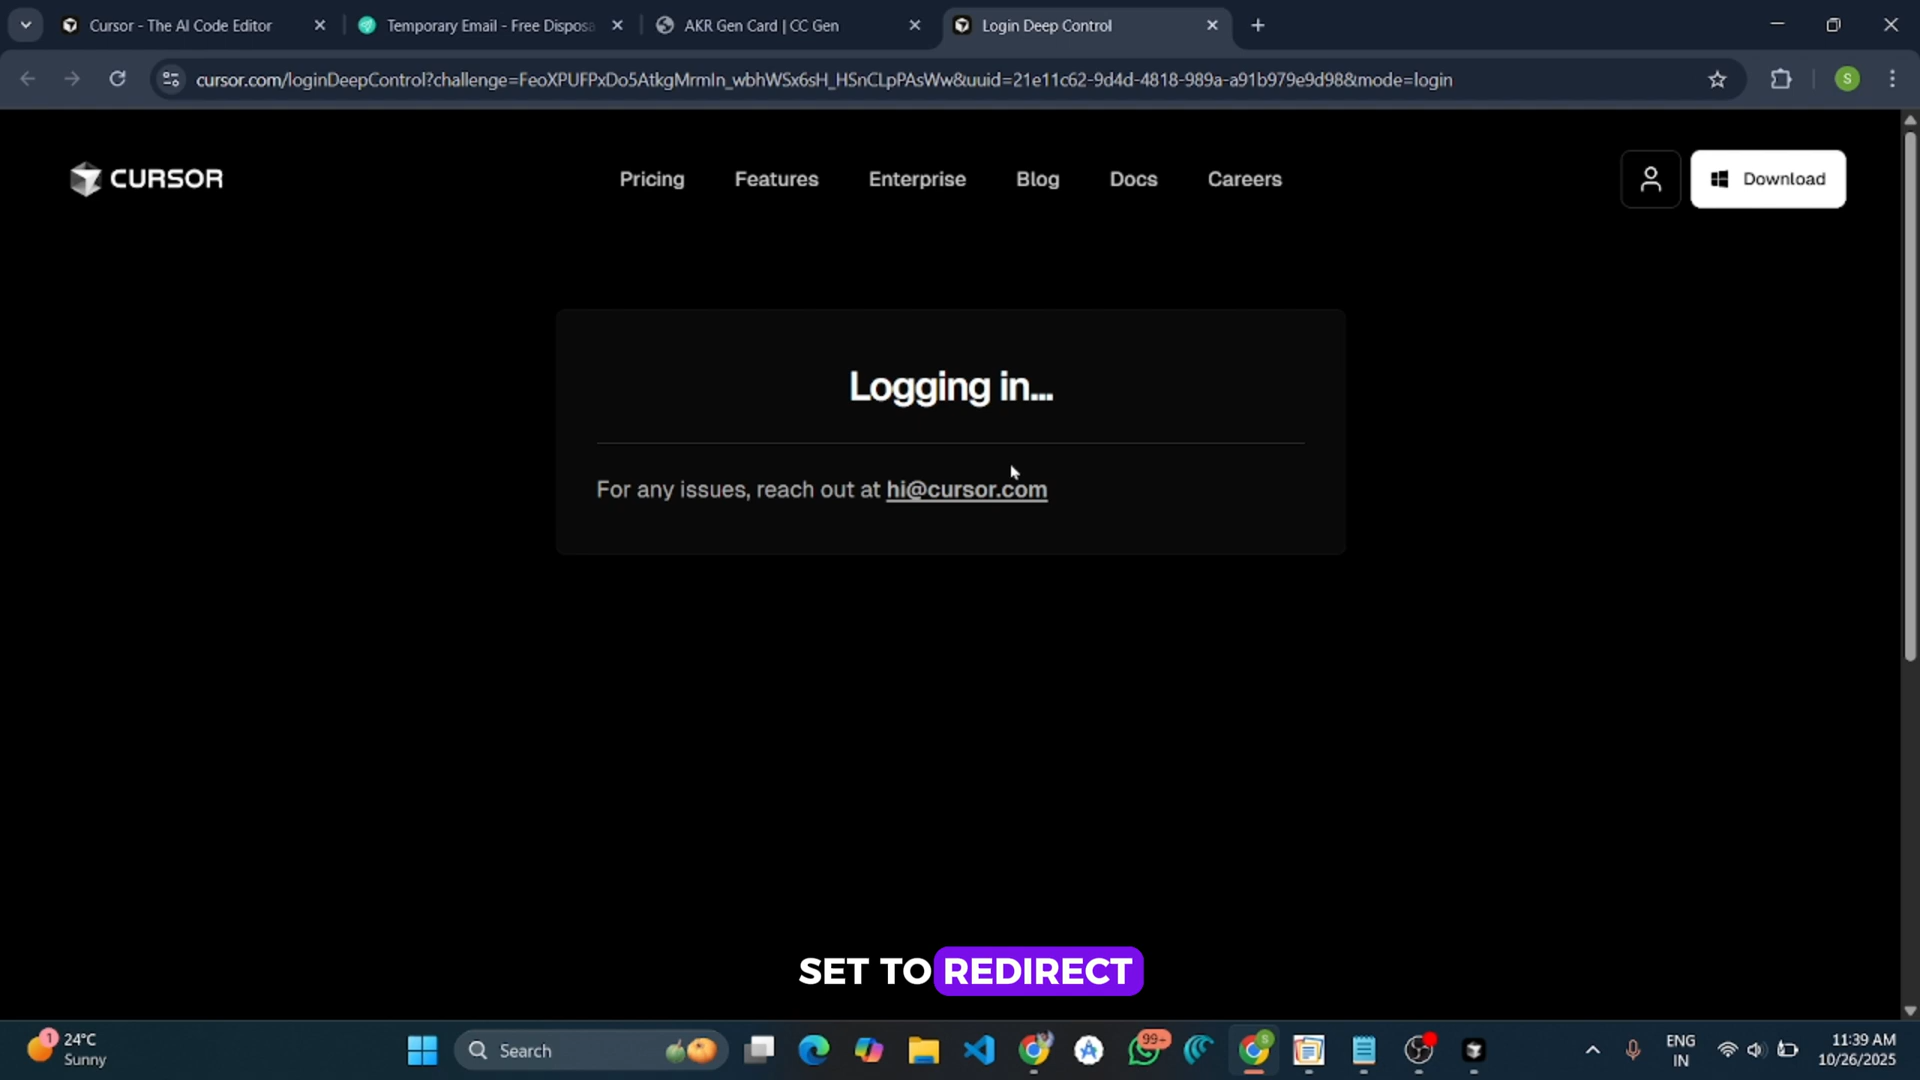 Cursor - The AI Code Editor
Temporary Email - Free Disposa
AKR Gen Card | CC Gen
Login Deep Control
cursor.com/loginDeepControl?challenge=FeoXPUFPxDo5AtkgMrmIn_wbhWSx6sH_HSnCLpPAsWw&uuid=21e11c62-9d4d-4818-989a-a91b979e9d98&mode=login
S
CURSOR
Pricing
Features
Enterprise
Blog
Docs
Careers
Download
Logging in...
For any issues, reach out at hi@cursor.com
SET TO REDIRECT
1
24°C
Sunny
Search
99+
S
ENG
IN
11:39 AM
10/26/2025